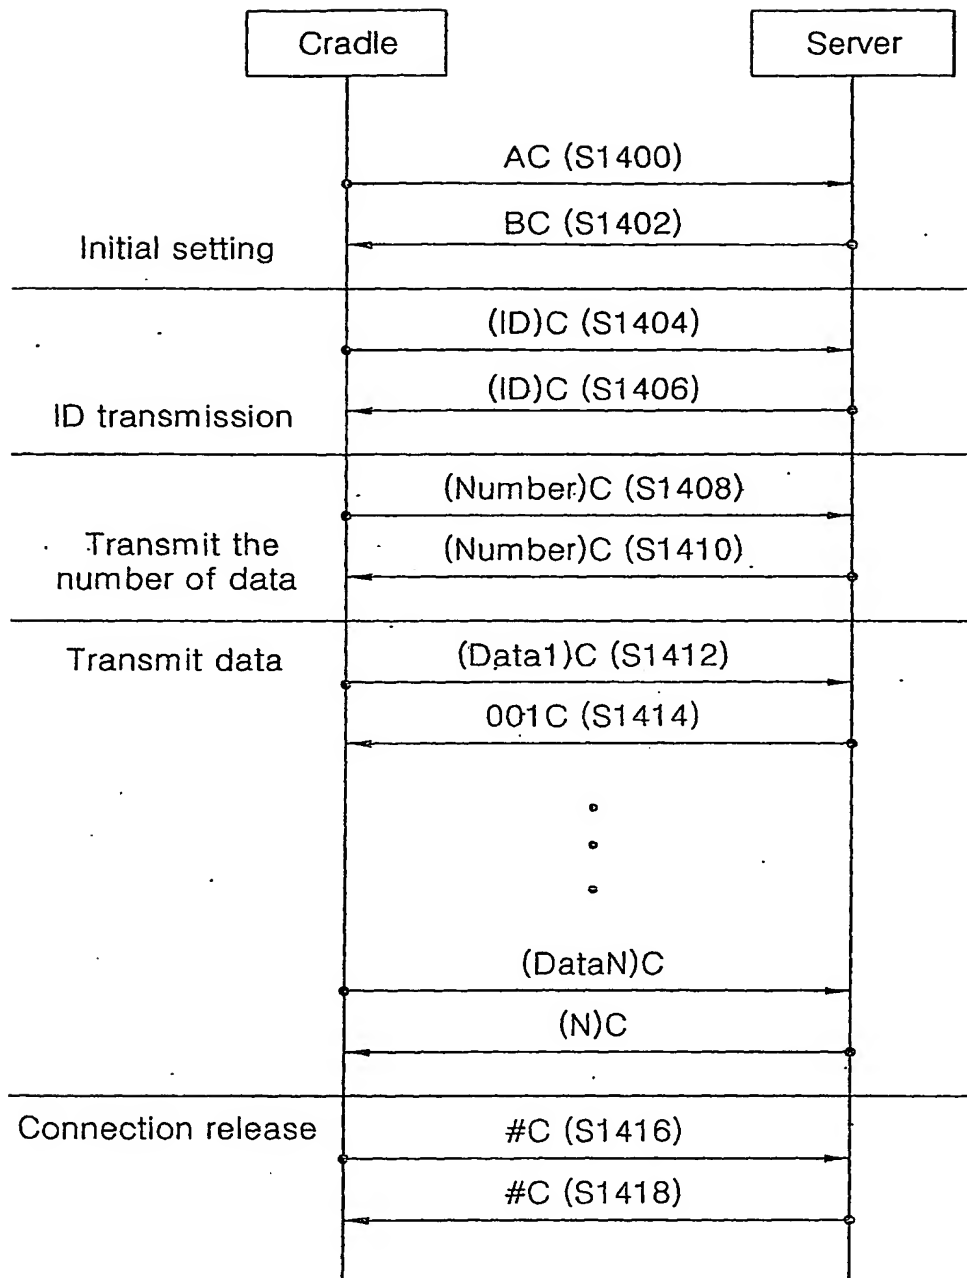 Cradle
Server
AC (S1400)
BC (S1402)
Initial setting
(ID)C (S1404)
(ID)C (S1406)
ID transmission
(Number)C (S1408)
Transmit the
number of data
(Number)C (S1410)
Transmit data
(Data1)C (S1412)
001C (S1414)
(DataN)C
(N)C
Connection release
#C (S1416)
#C (S1418)